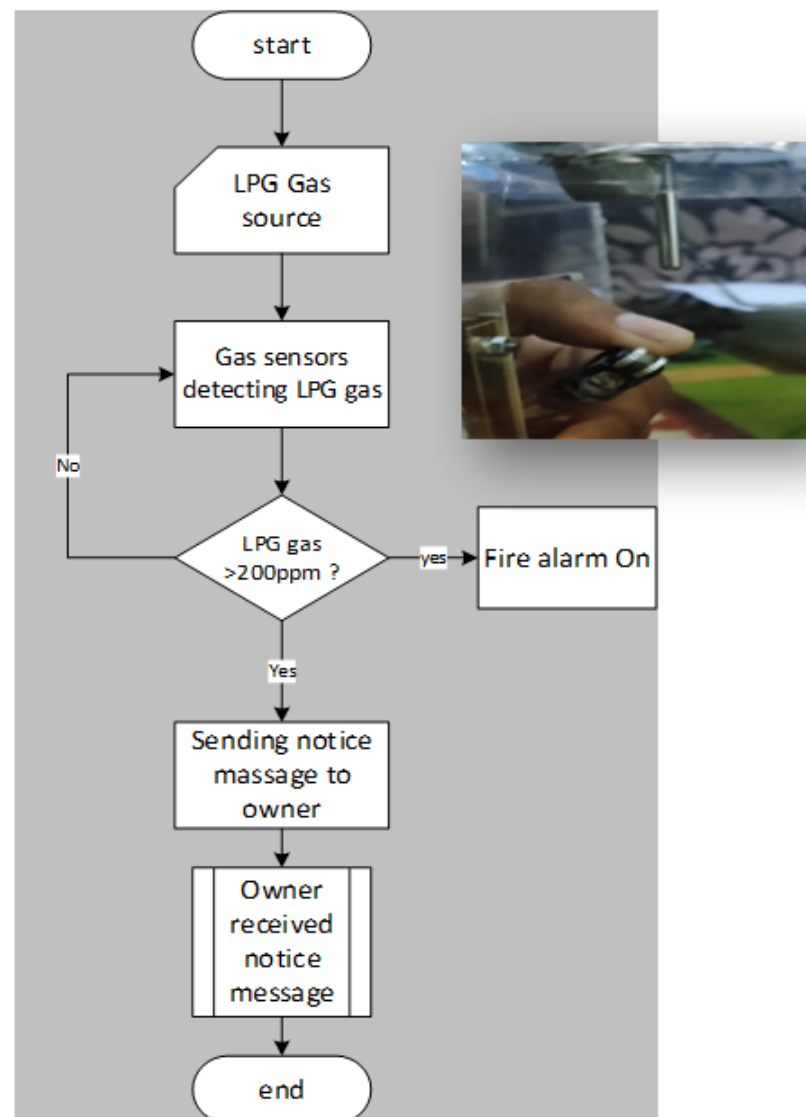 start
LPG Gas
source
Gas sensors
detecting LPG gas
No
LPG gas
>200ppm ?
yes
Fire alarm On
Yes
Sending notice
massage to
owner
Owner
received
notice
message
end